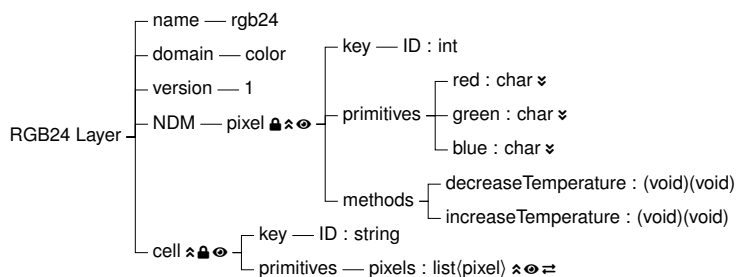 name — rgb24
domain — color
version — 1
key — ID : int
NDM — pixel
primitives
red : char
green : char
blue : char
RGB24 Layer
methods
decreaseTemperature : (void)(void)
increaseTemperature : (void)(void)
cell
key — ID : string
primitives — pixels : list⟨pixel⟩